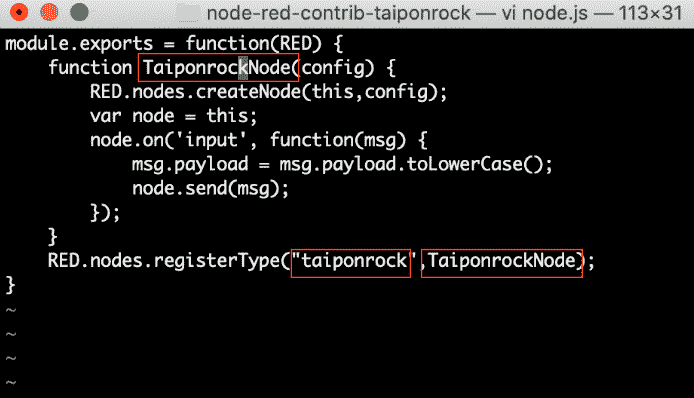 node-red-contrib-taiponrock — vi node.js — 113×31
module.exports = function(RED) {
    function TaiponrockNode(config) {
        RED.nodes.createNode(this,config);
        var node = this;
        node.on('input', function(msg) {
            msg.payload = msg.payload.toLowerCase();
            node.send(msg);
        });
    }
    RED.nodes.registerType("taiponrock",TaiponrockNode);
}
~
~
~
~